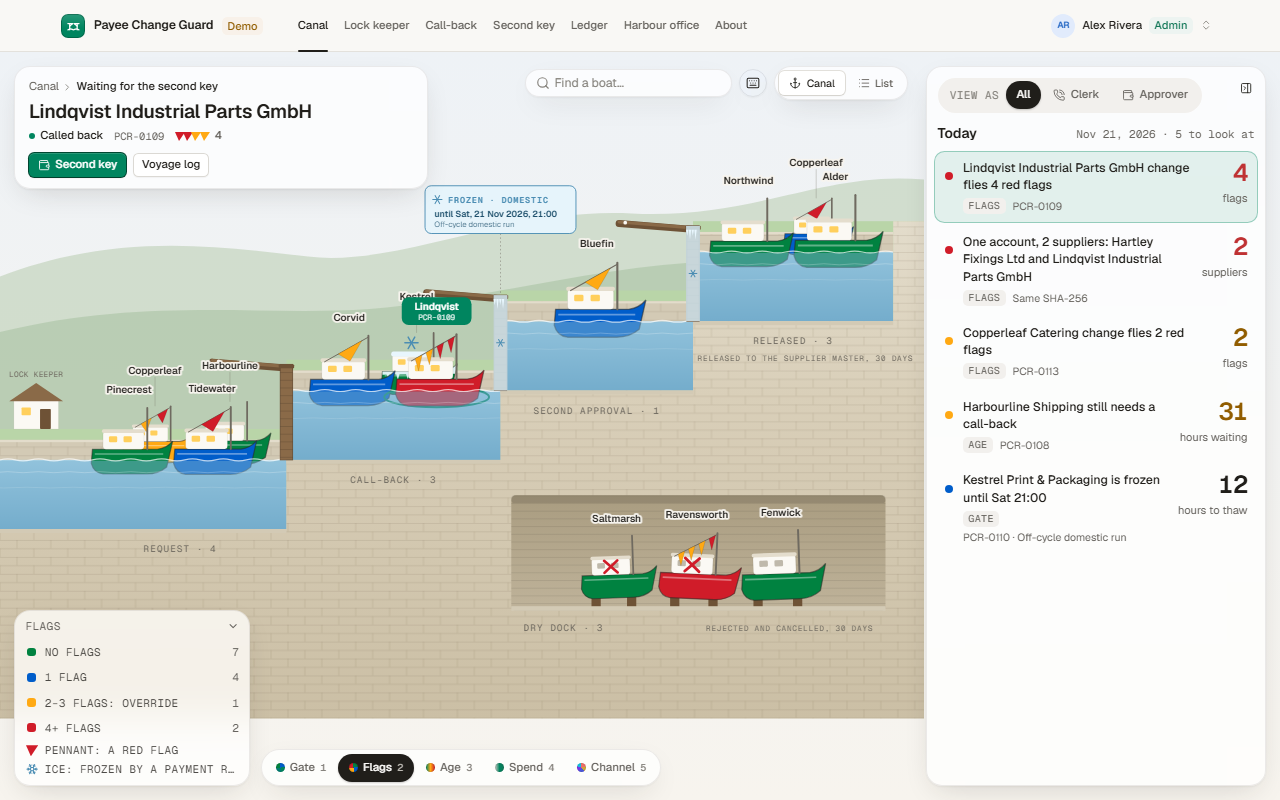 Payee Change Guard Demo
Canal Lock keeper Call-back Second key Ledger Harbour office About
AR Alex Rivera Admin
Canal > Waiting for the second key
Lindqvist Industrial Parts GmbH
Called back PCR-0109 4
Second key Voyage log
Find a boat…
Canal List
VIEW AS All Clerk Approver
Today Nov 21, 2026 · 5 to look at
Lindqvist Industrial Parts GmbH change
flies 4 red flags
FLAGS PCR-0109
4
flags
One account, 2 suppliers: Hartley
Fixings Ltd and Lindqvist Industrial
Parts GmbH
FLAGS Same SHA-256
2
suppliers
Copperleaf Catering change flies 2 red
flags
FLAGS PCR-0113
2
flags
Harbourline Shipping still needs a
call-back
AGE PCR-0108
31
hours waiting
Kestrel Print & Packaging is frozen
until Sat 21:00
GATE
PCR-0110 · Off-cycle domestic run
12
hours to thaw
FROZEN · DOMESTIC
until Sat, 21 Nov 2026, 21:00
Off-cycle domestic run
Copperleaf
Northwind
Alder
Bluefin
Kestrel
Lindqvist
PCR-0109
Corvid
Harbourline
Copperleaf
Pinecrest
Tidewater
LOCK KEEPER
RELEASED · 3
RELEASED TO THE SUPPLIER MASTER, 30 DAYS
SECOND APPROVAL · 1
CALL-BACK · 3
REQUEST · 4
Saltmarsh
Ravensworth
Fenwick
DRY DOCK · 3
REJECTED AND CANCELLED, 30 DAYS
FLAGS
NO FLAGS 7
1 FLAG 4
2–3 FLAGS: OVERRIDE 1
4+ FLAGS 2
PENNANT: A RED FLAG
ICE: FROZEN BY A PAYMENT R…
Gate 1 Flags 2 Age 3 Spend 4 Channel 5